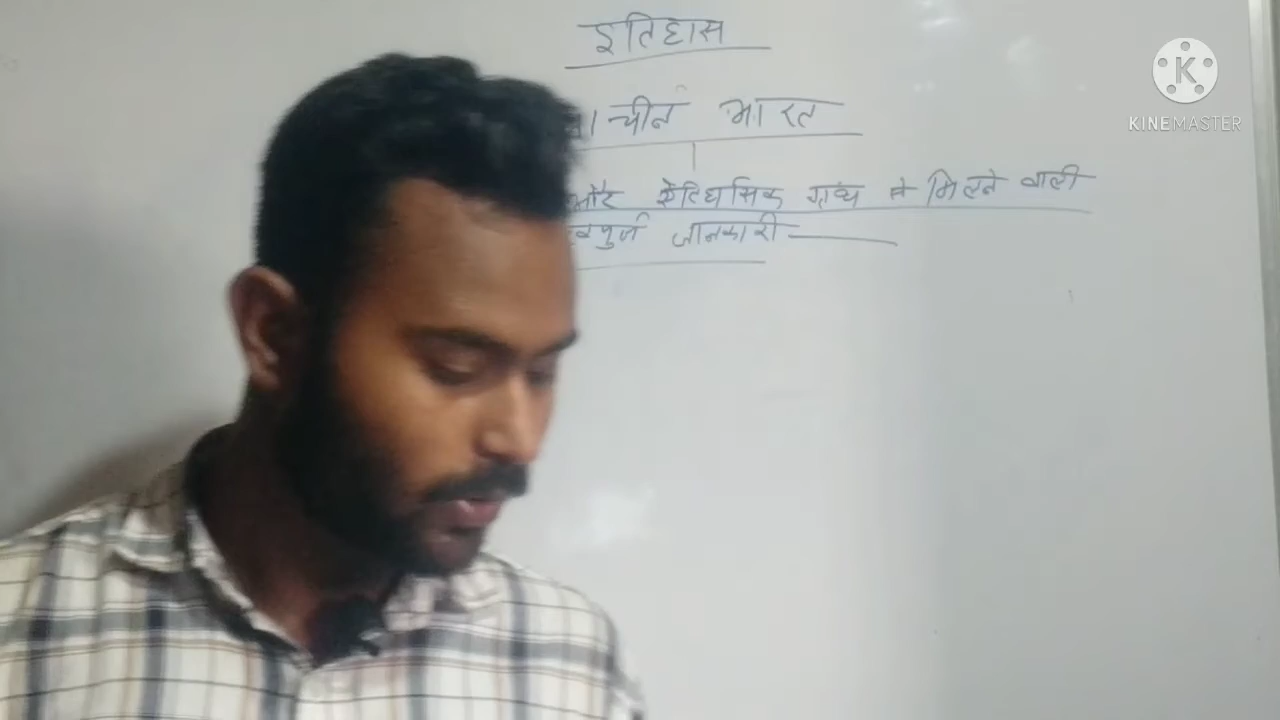 इतिहास
चीन भारत
और ऐतिहासिक ग्रंथ से मिलने वाली
जानकारी
KINEMASTER